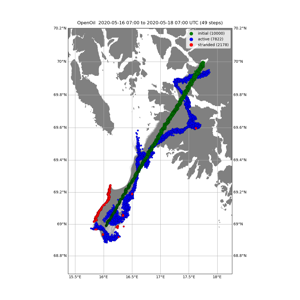 OpenOil  2020-05-16 07:00 to 2020-05-18 07:00 UTC (49 steps)
70.2°N 70.2°N
initial (10000)
active (7822)
stranded (2178)
70°N 70°N
69.8°N 69.8°N
69.6°N 69.6°N
69.4°N 69.4°N
69.2°N 69.2°N
69°N 69°N
68.8°N 68.8°N
15.5°E 16°E 16.5°E 17°E 17.5°E 18°E